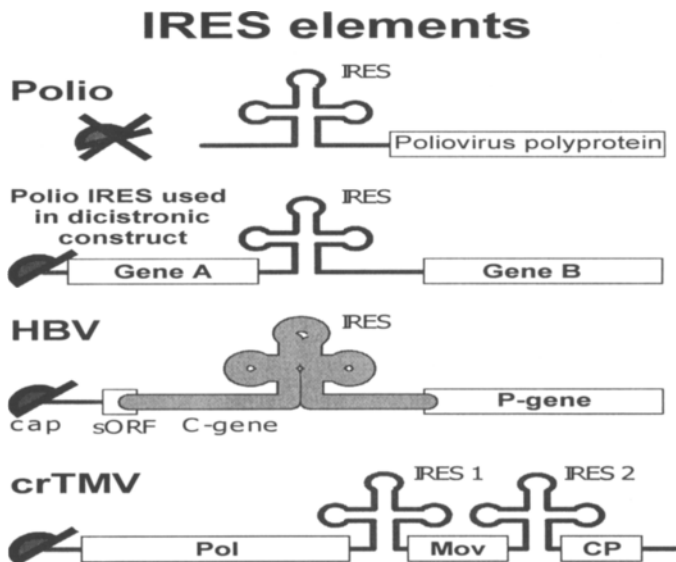 IRES elements
IRES
Polio
Poliovirus polyprotein
Polio IRES used
in dicistronic
construct
IRES
Gene A
Gene B
HBV
IRES
P-gene
cap
sORF
C-gene
crTMV
IRES 1
IRES 2
Pol
Mov
CP